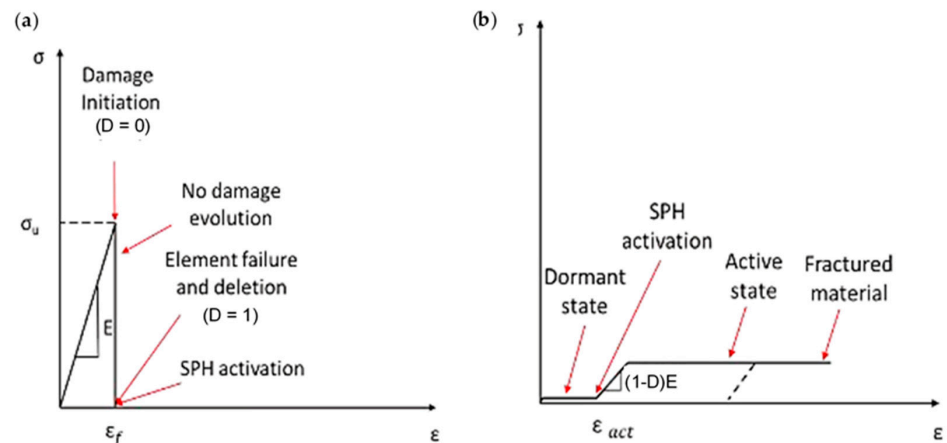 (a)
σ
Damage
Initiation
(D = 0)
σu
No damage
evolution
Element failure
and deletion
(D = 1)
E
SPH activation
εf
ε
(b)
SPH
activation
Dormant
state
Active
state
Fractured
material
(1-D)E
ε act
ε